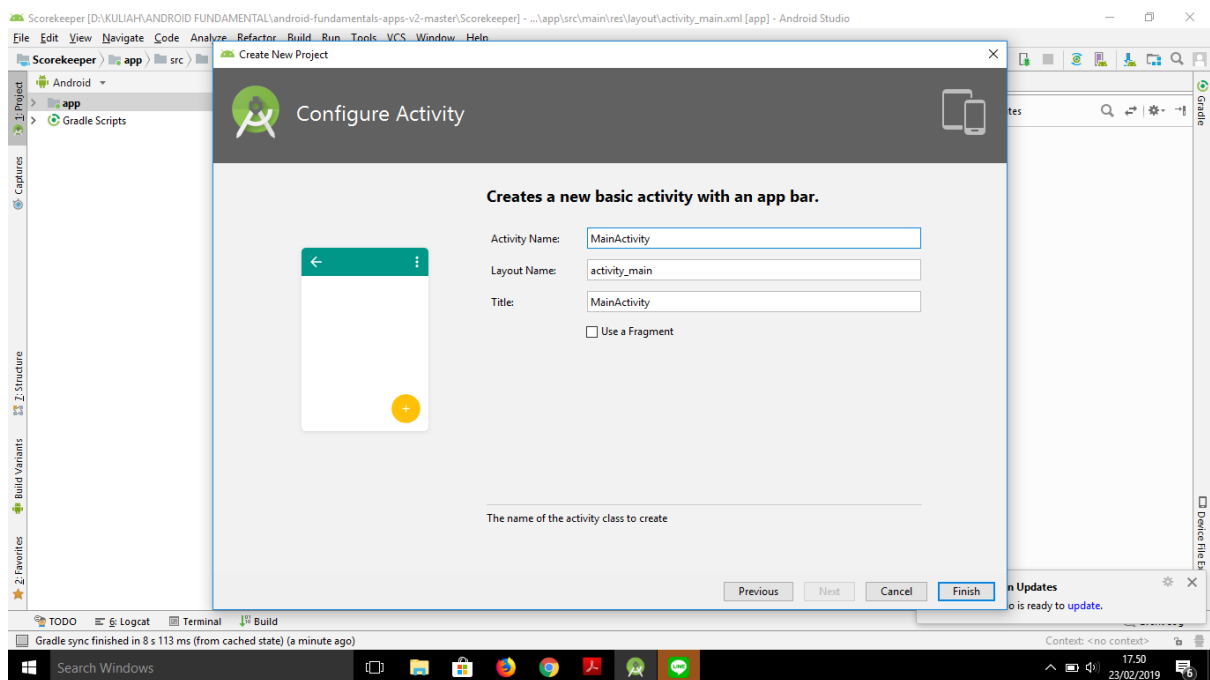 Scorekeeper [D:\KULIAH\ANDROID FUNDAMENTAL\android-fundamentals-apps-v2-master\Scorekeeper] - ...\app\src\main\res\layout\activity_main.xml [app] - Android Studio
File Edit View Navigate Code Analyze Refactor Build Run Tools VCS Window Help
Scorekeeper app src
Create New Project
Android
app
Gradle Scripts
1: Project
Captures
Z: Structure
Build Variants
2: Favorites
Configure Activity
Creates a new basic activity with an app bar.
Activity Name: MainActivity
Layout Name: activity_main
Title: MainActivity
Use a Fragment
The name of the activity class to create
Previous Next Cancel Finish
tes
Gradle
Device File Ex
n Updates
o is ready to update.
TODO 6: Logcat Terminal Build
Gradle sync finished in 8 s 113 ms (from cached state) (a minute ago)
Context: <no context>
Search Windows
LINE
17.50
23/02/2019
6